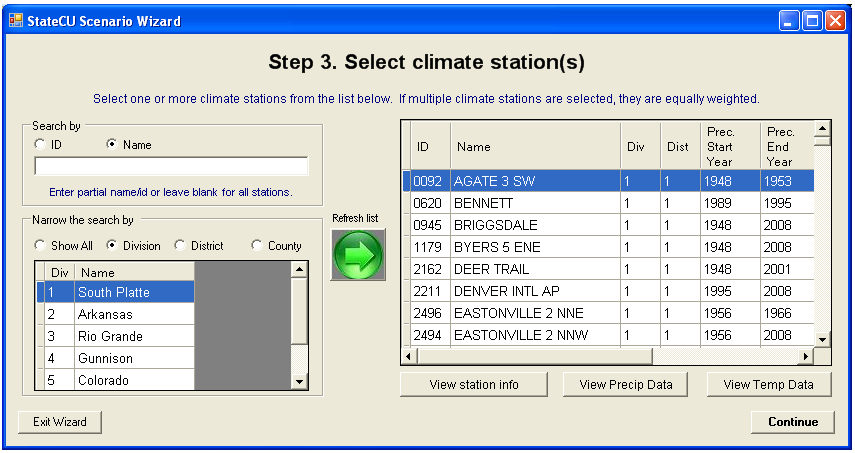 StateCU Scenario Wizard
Step 3. Select climate station(s)
Select one or more climate stations from the list below. If multiple climate stations are selected, they are equally weighted.
Search by
ID Name
Enter partial name/id or leave blank for all stations.
Narrow the search by
Show All Division District County
Div Name
1 South Platte
2 Arkansas
3 Rio Grande
4 Gunnison
5 Colorado
Refresh list
ID Name Div Dist Prec. Start Year Prec. End Year
0092 AGATE 3 SW 1 1 1948 1953
0620 BENNETT 1 1 1989 1995
0945 BRIGGSDALE 1 1 1948 2008
1179 BYERS 5 ENE 1 1 1948 2008
2162 DEER TRAIL 1 1 1948 2001
2211 DENVER INTL AP 1 1 1995 2008
2496 EASTONVILLE 2 NNE 1 1 1956 1966
2494 EASTONVILLE 2 NNW 1 1 1956 2008
View station info View Precip Data View Temp Data
Exit Wizard Continue